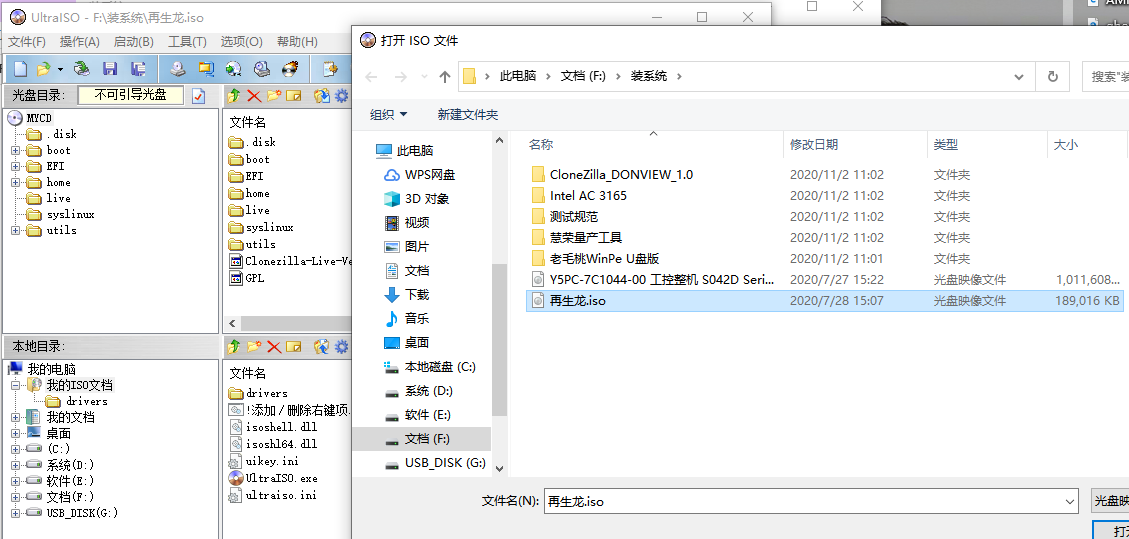 UltraISO - F:\装系统\再生龙.iso
文件(F) 操作(A) 启动(B) 工具(T) 选项(O) 帮助(H)
光盘目录: 不可引导光盘
MYCD
.disk
boot
EFI
home
live
syslinux
utils
文件名
.disk
boot
EFI
home
live
syslinux
utils
Clonezilla-Live-Ve
GPL
本地目录:
我的电脑
我的ISO文档
drivers
我的文档
桌面
(C:)
系统(D:)
软件(E:)
文档(F:)
USB_DISK(G:)
文件名
drivers
!添加/删除右键项.
isoshell.dll
isoshl64.dll
uikey.ini
UltraISO.exe
ultraiso.ini
打开 ISO 文件
此电脑 文档 (F:) 装系统
搜索"装
组织 新建文件夹
此电脑
WPS网盘
3D 对象
视频
图片
文档
下载
音乐
桌面
本地磁盘 (C:)
系统 (D:)
软件 (E:)
文档 (F:)
USB_DISK (G:)
名称 修改日期 类型 大小
CloneZilla_DONVIEW_1.0 2020/11/2 11:02 文件夹
Intel AC 3165 2020/11/2 11:02 文件夹
测试规范 2020/11/2 11:02 文件夹
慧荣量产工具 2020/11/2 11:02 文件夹
老毛桃WinPe U盘版 2020/11/2 11:01 文件夹
Y5PC-7C1044-00 工控整机 S042D Seri... 2020/7/27 15:22 光盘映像文件 1,011,608...
再生龙.iso 2020/7/28 15:07 光盘映像文件 189,016 KB
文件名(N): 再生龙.iso 光盘映
打开